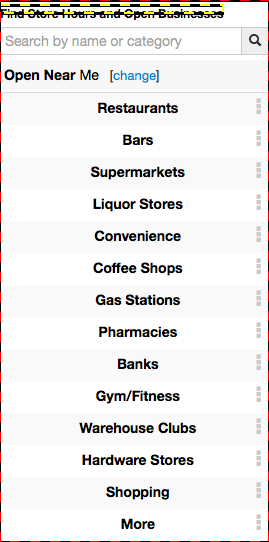 Find Store Hours and Open Businesses
Search by name or category
Open Near Me [change]
Restaurants
Bars
Supermarkets
Liquor Stores
Convenience
Coffee Shops
Gas Stations
Pharmacies
Banks
Gym/Fitness
Warehouse Clubs
Hardware Stores
Shopping
More